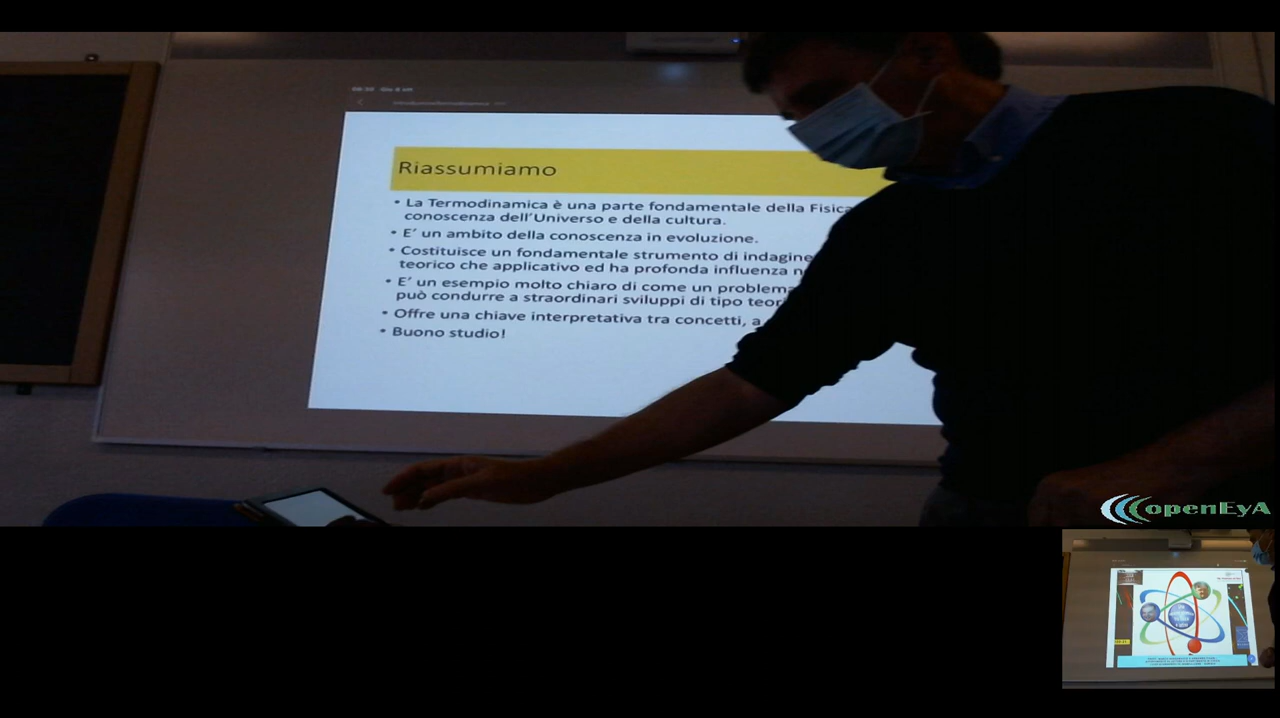 Riassumiamo
• La Termodinamica è una parte fondamentale della Fisica
conoscenza dell'Universo e della cultura.
• E' un ambito della conoscenza in evoluzione.
• Costituisce un fondamentale strumento di indagine
teorico che applicativo ed ha profonda influenza
• E' un esempio molto chiaro di come un problema
può condurre a straordinari sviluppi di tipo
• Offre una chiave interpretativa tra concetti, a
• Buono studio!
openEyA